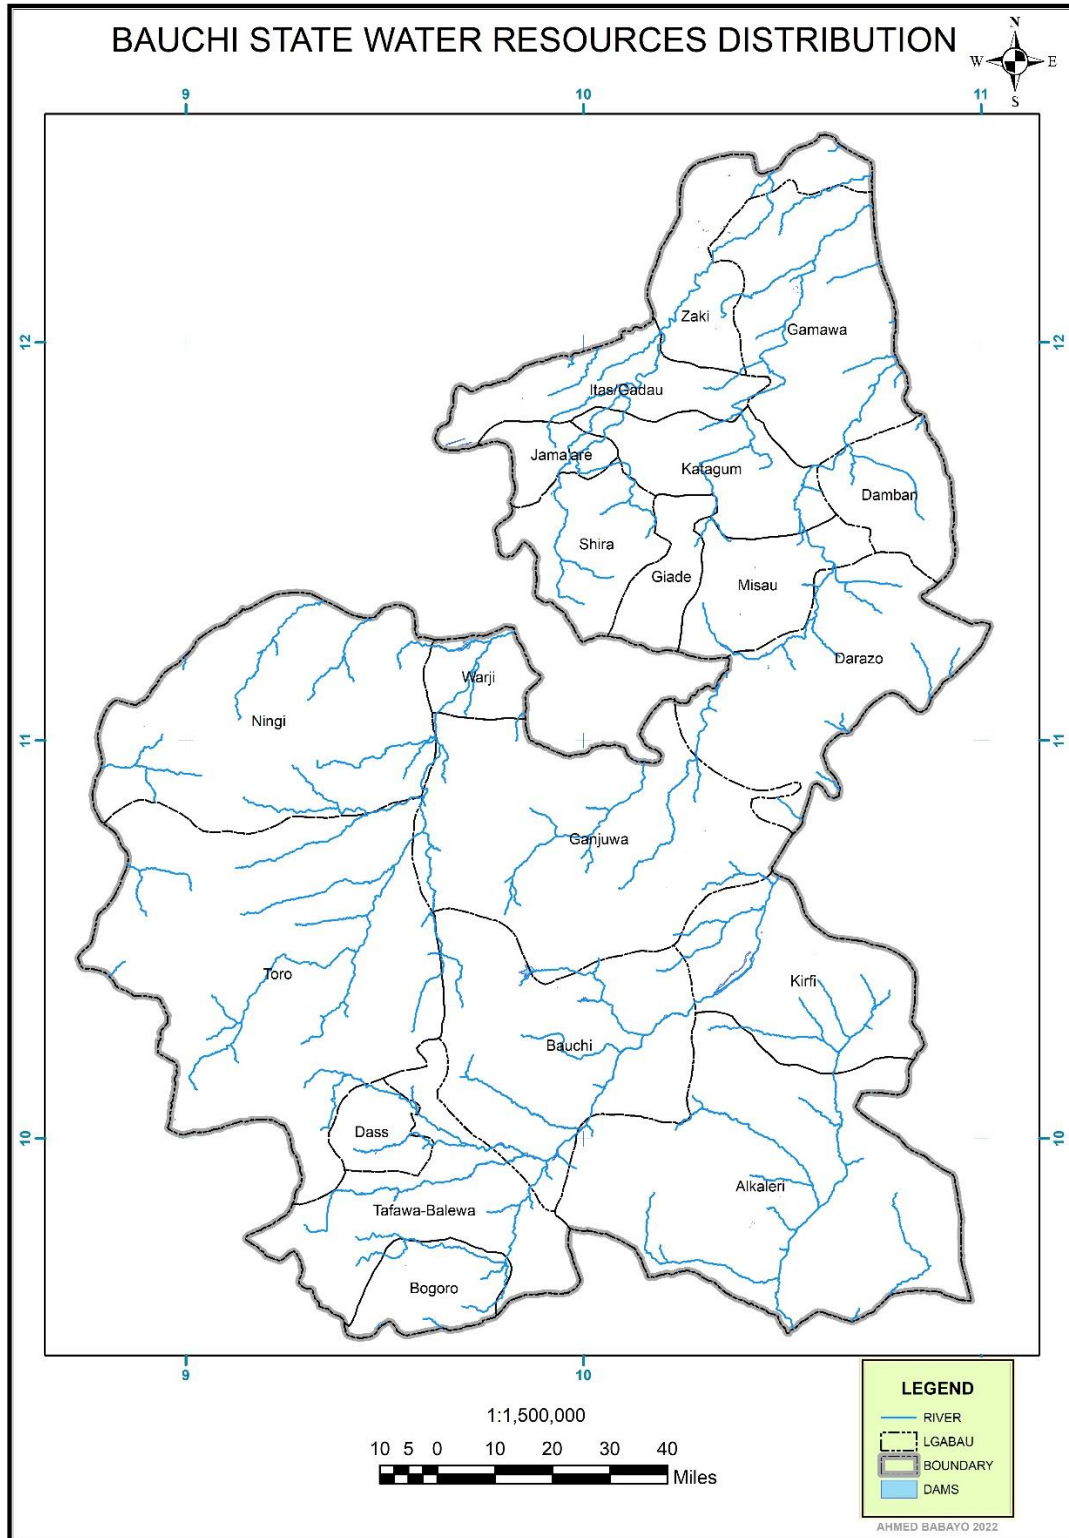 BAUCHI STATE WATER RESOURCES DISTRIBUTION
N
W E
S
9 10 11
12 12
11 11
10 10
Zaki
Gamawa
Itas/Gadau
Jama'are
Katagum
Damban
Shira
Giade
Misau
Darazo
Warji
Ningi
Ganjuwa
Toro
Kirfi
Bauchi
Dass
Alkaleri
Tafawa-Balewa
Bogoro
9 10 11
1:1,500,000
10 5 0 10 20 30 40
Miles
LEGEND
RIVER
LGABAU
BOUNDARY
DAMS
AHMED BABAYO 2022